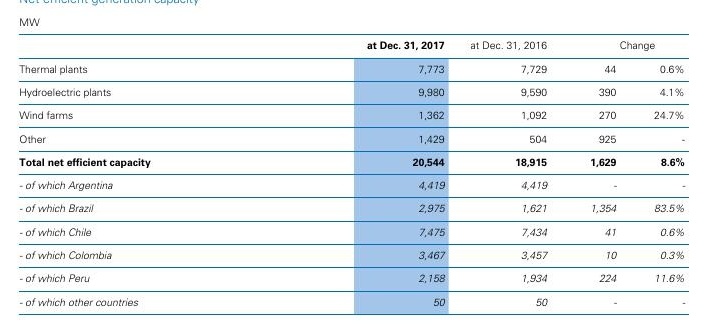 Net efficient generation capacity
MW
at Dec. 31, 2017 at Dec. 31, 2016 Change
Thermal plants 7,773 7,729 44 0.6%
Hydroelectric plants 9,980 9,590 390 4.1%
Wind farms 1,362 1,092 270 24.7%
Other 1,429 504 925 -
Total net efficient capacity 20,544 18,915 1,629 8.6%
- of which Argentina 4,419 4,419 - -
- of which Brazil 2,975 1,621 1,354 83.5%
- of which Chile 7,475 7,434 41 0.6%
- of which Colombia 3,467 3,457 10 0.3%
- of which Peru 2,158 1,934 224 11.6%
- of which other countries 50 50 - -